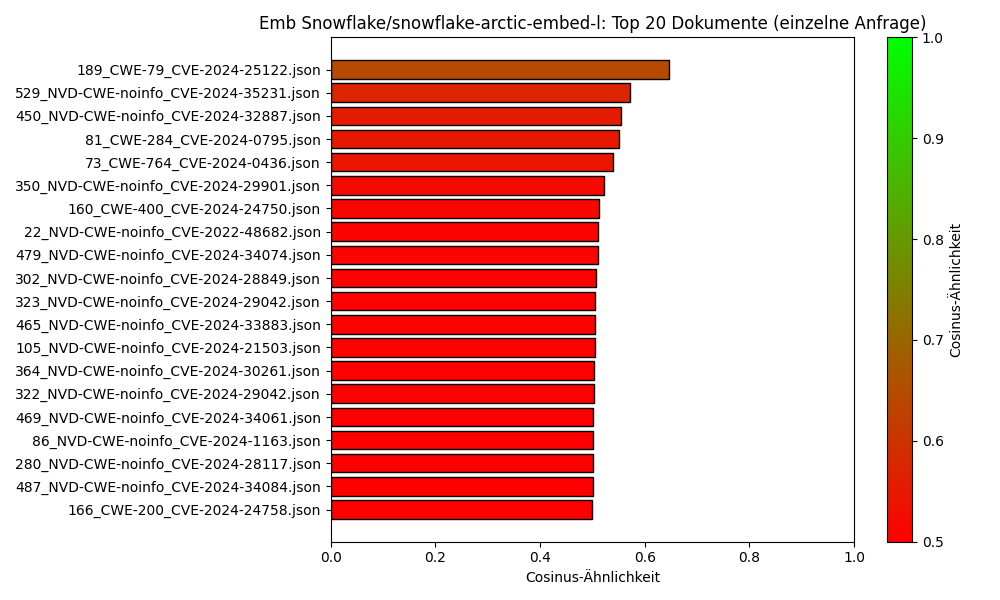 Emb Snowflake/snowflake-arctic-embed-l: Top 20 Dokumente (einzelne Anfrage)
189_CWE-79_CVE-2024-25122.json
529_NVD-CWE-noinfo_CVE-2024-35231.json
450_NVD-CWE-noinfo_CVE-2024-32887.json
81_CWE-284_CVE-2024-0795.json
73_CWE-764_CVE-2024-0436.json
350_NVD-CWE-noinfo_CVE-2024-29901.json
160_CWE-400_CVE-2024-24750.json
22_NVD-CWE-noinfo_CVE-2022-48682.json
479_NVD-CWE-noinfo_CVE-2024-34074.json
302_NVD-CWE-noinfo_CVE-2024-28849.json
323_NVD-CWE-noinfo_CVE-2024-29042.json
465_NVD-CWE-noinfo_CVE-2024-33883.json
105_NVD-CWE-noinfo_CVE-2024-21503.json
364_NVD-CWE-noinfo_CVE-2024-30261.json
322_NVD-CWE-noinfo_CVE-2024-29042.json
469_NVD-CWE-noinfo_CVE-2024-34061.json
86_NVD-CWE-noinfo_CVE-2024-1163.json
280_NVD-CWE-noinfo_CVE-2024-28117.json
487_NVD-CWE-noinfo_CVE-2024-34084.json
166_CWE-200_CVE-2024-24758.json
0.0 0.2 0.4 0.6 0.8 1.0
Cosinus-Ähnlichkeit
1.0
0.9
0.8
0.7
0.6
0.5
Cosinus-Ähnlichkeit